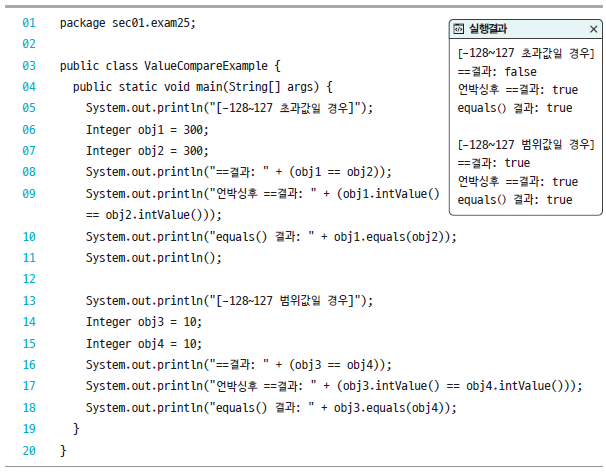 01 package sec01.exam25;
02
03 public class ValueCompareExample {
04 public static void main(String[] args) {
05 System.out.println("[-128~127 초과값일 경우]");
06 Integer obj1 = 300;
07 Integer obj2 = 300;
08 System.out.println("==결과: " + (obj1 == obj2));
09 System.out.println("언박싱후 ==결과: " + (obj1.intValue()
== obj2.intValue()));
10 System.out.println("equals() 결과: " + obj1.equals(obj2));
11 System.out.println();
12
13 System.out.println("[-128~127 범위값일 경우]");
14 Integer obj3 = 10;
15 Integer obj4 = 10;
16 System.out.println("==결과: " + (obj3 == obj4));
17 System.out.println("언박싱후 ==결과: " + (obj3.intValue() == obj4.intValue()));
18 System.out.println("equals() 결과: " + obj3.equals(obj4));
19 }
20 }
실행결과
[-128~127 초과값일 경우]
==결과: false
언박싱후 ==결과: true
equals() 결과: true
[-128~127 범위값일 경우]
==결과: true
언박싱후 ==결과: true
equals() 결과: true